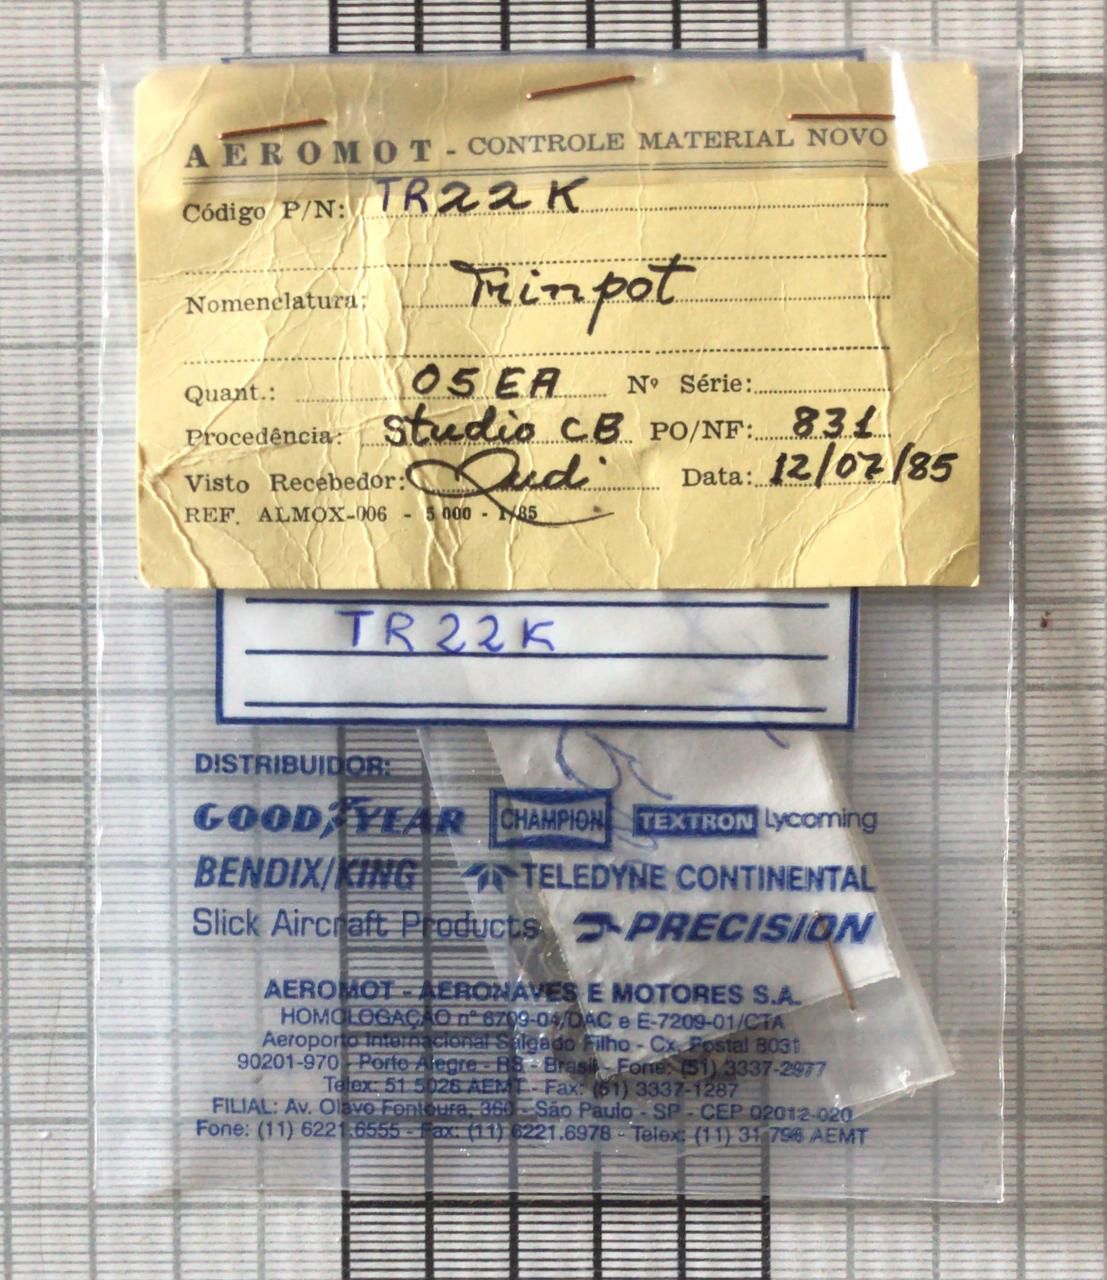 AEROMOT - CONTROLE MATERIAL NOVO
Código P/N: TR22K
Nomenclatura: Trinpot
Quant.: 05 EA Nº Série:
Procedência: Studio CB PO/NF: 831
Visto Recebedor: Data: 12/07/85
REF. ALMOX-006 - 5 000 - 1/85
TR22K
DISTRIBUIDOR:
GOODYEAR CHAMPION TEXTRON Lycoming
BENDIX/KING TELEDYNE CONTINENTAL
Slick Aircraft Products PRECISION
AEROMOT - AERONAVES E MOTORES S.A.
HOMOLOGAÇÃO nº 6709-04/DAC e E-7209-01/CTA
Aeroporto Internacional Salgado Filho - Cx. Postal 8031
90201-970 - Porto Alegre - RS - Brasil - Fone: (51) 3337-2977
Telex: 51 5026 AEMT - Fax: (51) 3337-1287
FILIAL: Av. Olavo Fontoura, 360 - São Paulo - SP - CEP 02012-020
Fone: (11) 6221.6555 - Fax: (11) 6221.6978 - Telex: (11) 31 796 AEMT